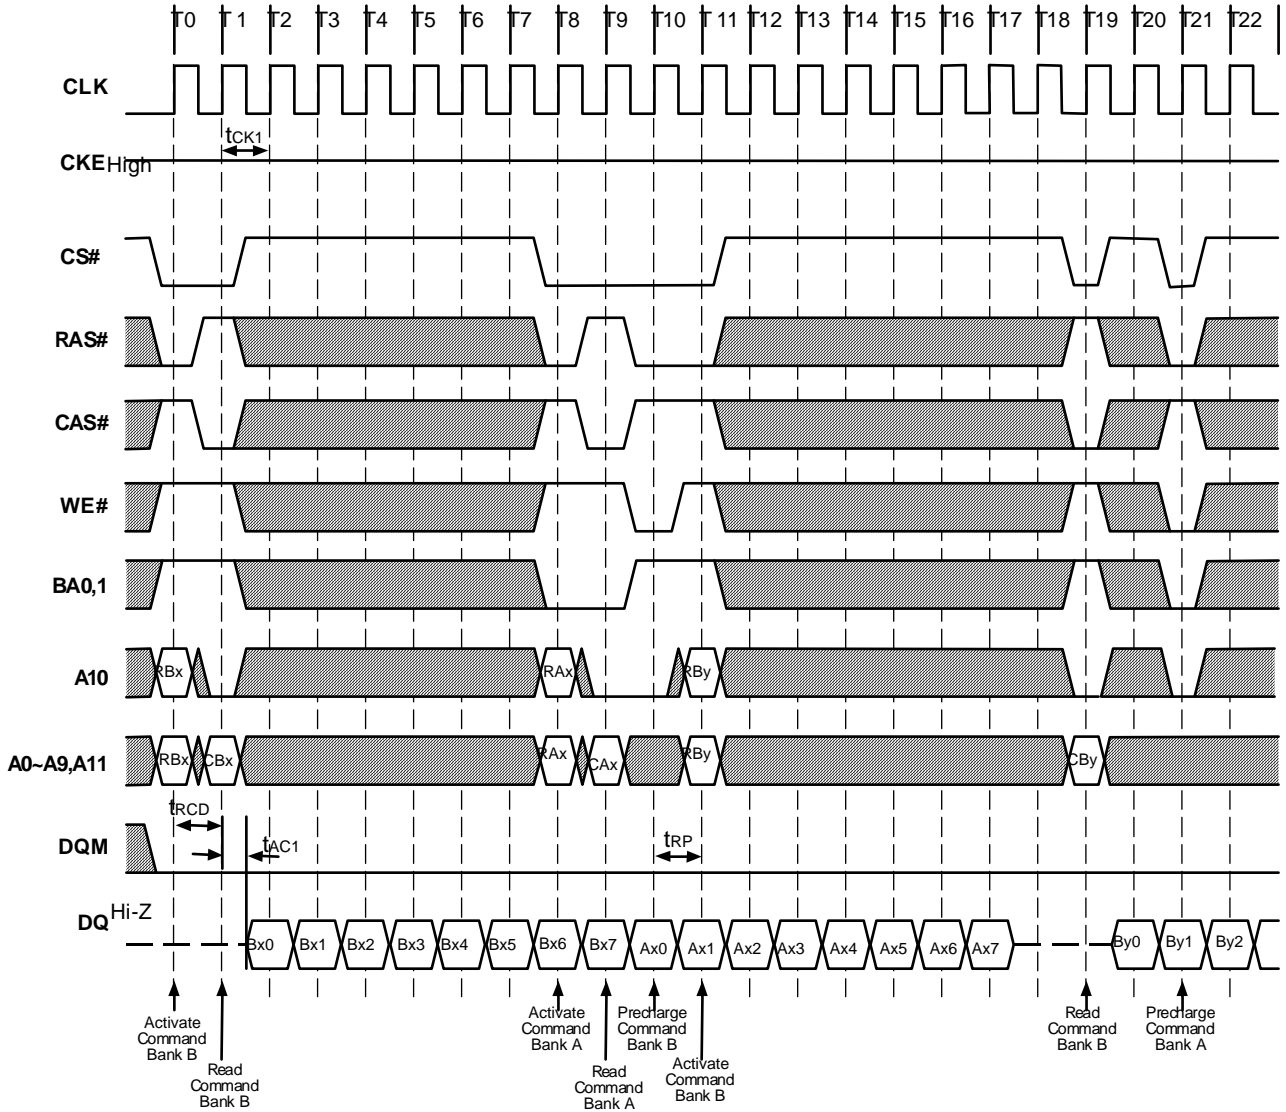 T0 T 1 T2 T3 T4 T5 T6 T7 T8 T9 T10 T 11 T12 T13 T14 T15 T16 T17 T18 T19 T20 T21 T22
CLK
tCK1
CKE High
CS#
RAS#
CAS#
WE#
BA0,1
A10 RBx RAx RBy
A0~A9,A11 RBx CBx RAx CAx RBy CBy
tRCD
DQM tAC1 tRP
DQ Hi-Z
Bx0 Bx1 Bx2 Bx3 Bx4 Bx5 Bx6 Bx7 Ax0 Ax1 Ax2 Ax3 Ax4 Ax5 Ax6 Ax7 By0 By1 By2
Activate
Command
Bank B
Read
Command
Bank B
Activate
Command
Bank A
Read
Command
Bank A
Precharge
Command
Bank B
Activate
Command
Bank B
Read
Command
Bank B
Precharge
Command
Bank A